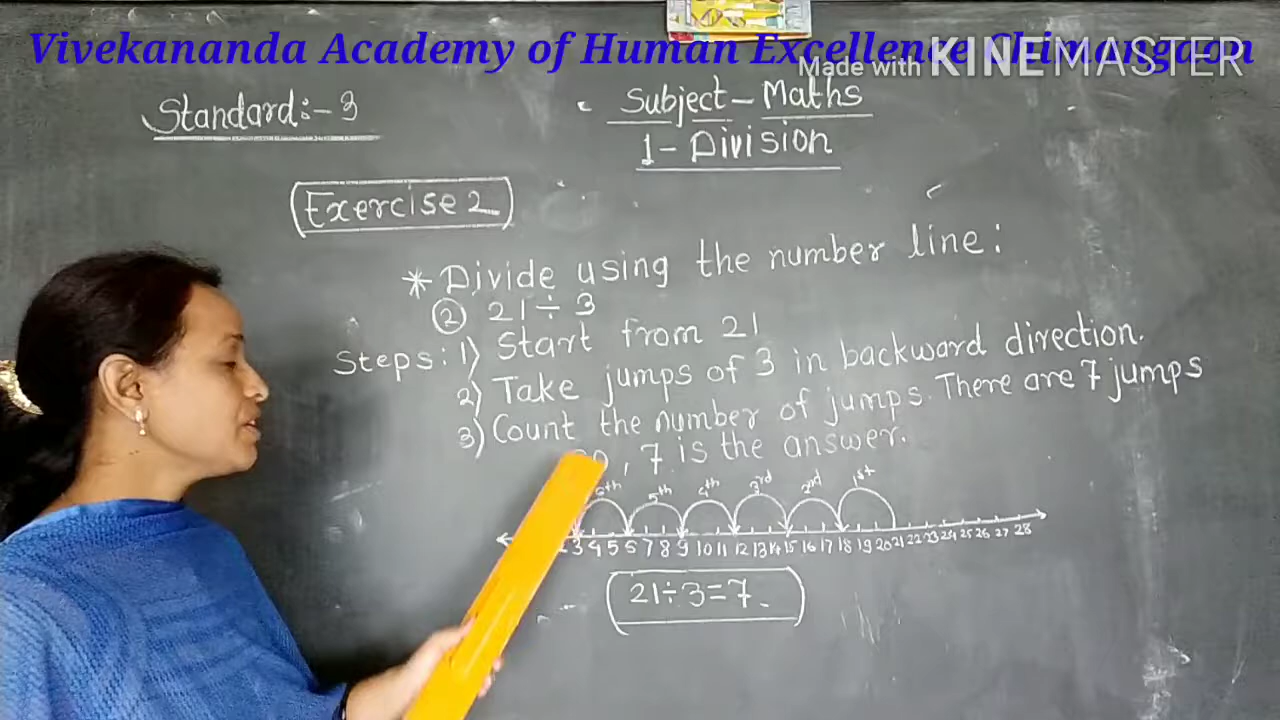 Vivekananda Academy of Human Excellence Chimangaon
Made with KINEMASTER
Standard:- 3
Subject - Maths
1- Division
Exercise 2
* Divide using the number line:
② 21 ÷ 3
Steps: 1) Start from 21
2) Take jumps of 3 in backward direction.
3) Count the number of jumps. There are 7 jumps
, 7 is the answer.
6th 5th 4th 3rd 2nd 1st
3 4 5 6 7 8 9 10 11 12 13 14 15 16 17 18 19 20 21 22 23 24 25 26 27 28
21÷3=7.